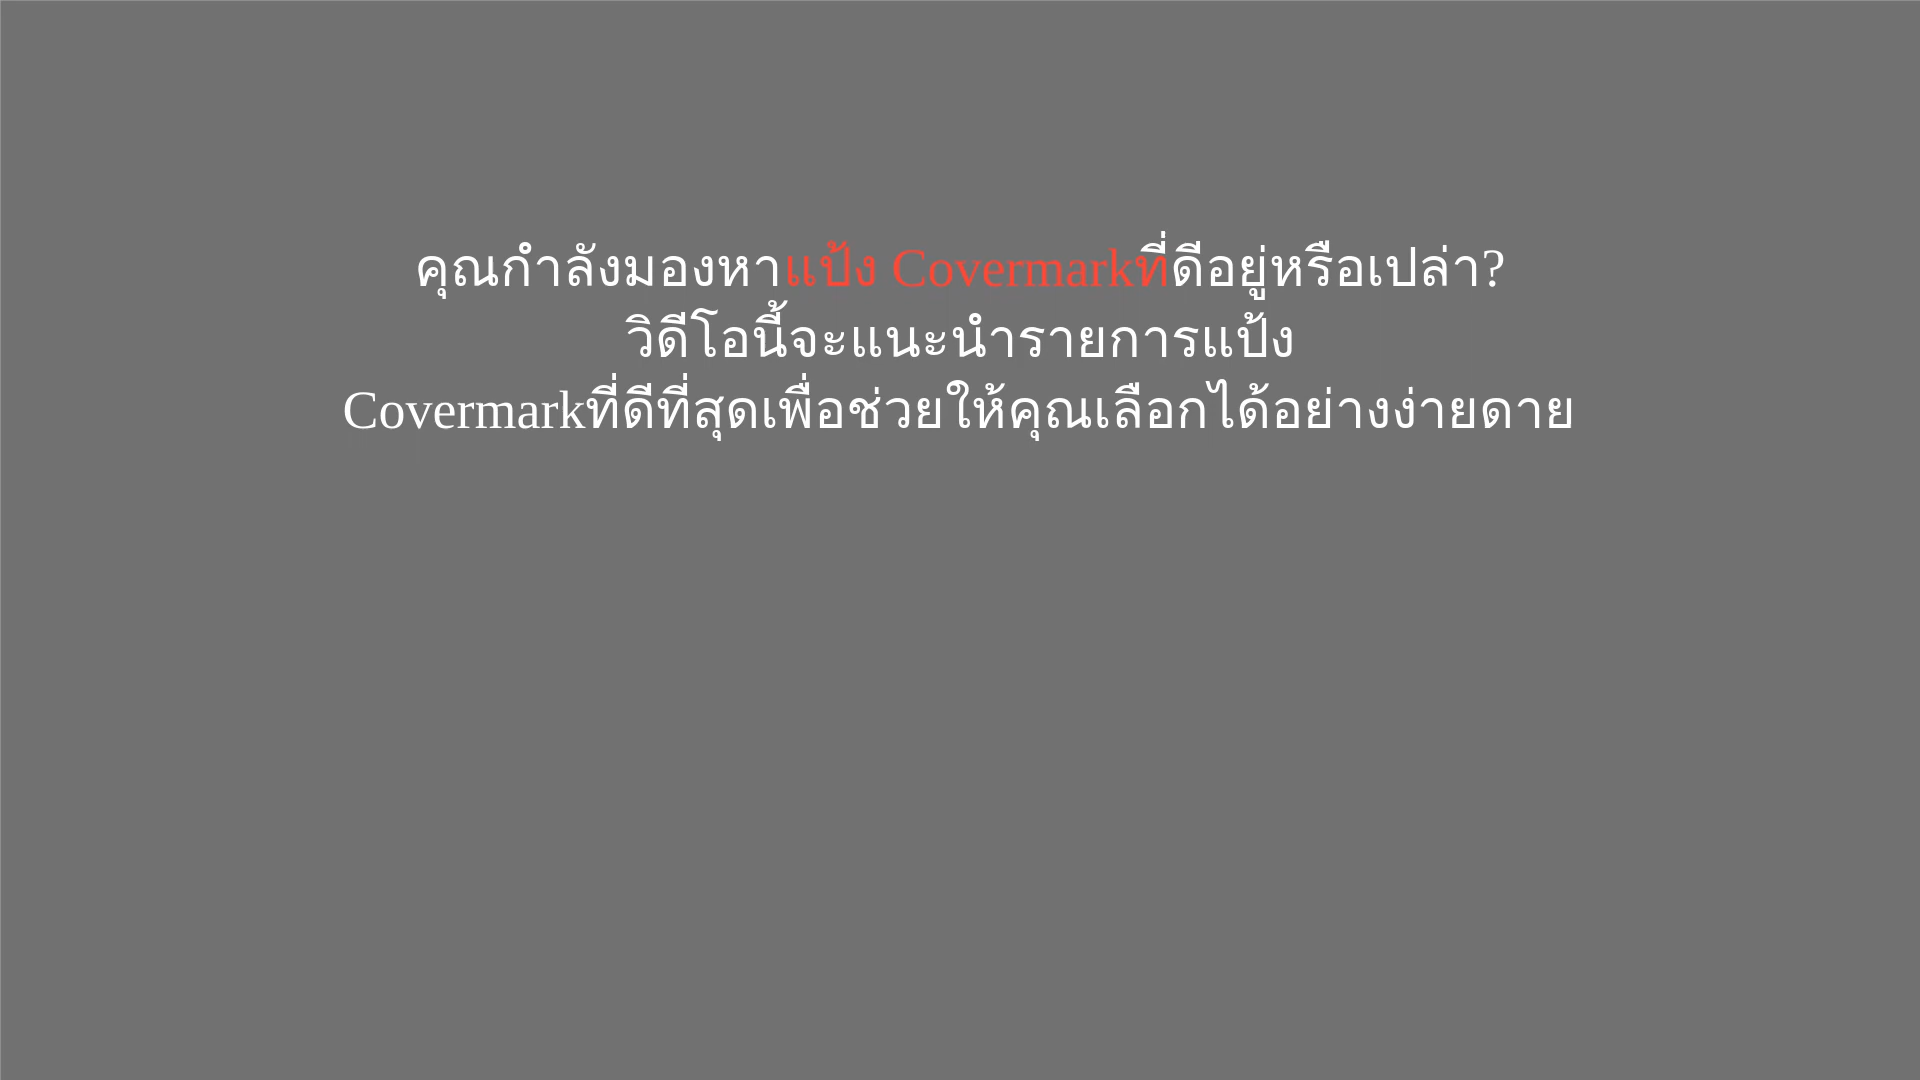 คุณกำลังมองหาแป้ง Covermarkที่ดีอยู่หรือเปล่า?
วิดีโอนี้จะแนะนำรายการแป้ง
Covermarkที่ดีที่สุดเพื่อช่วยให้คุณเลือกได้อย่างง่ายดาย